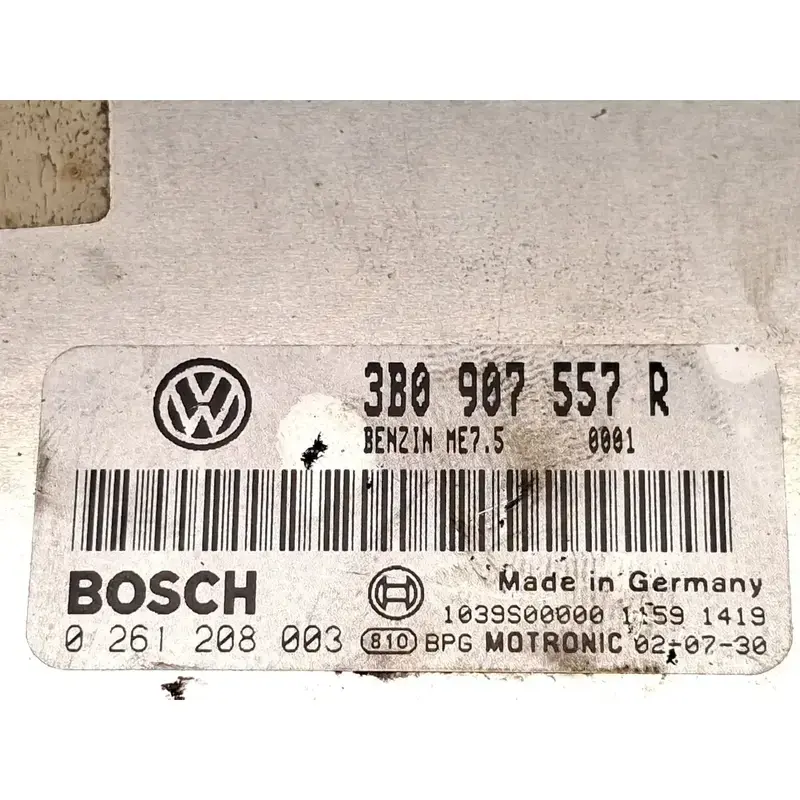 3B0 907 557 R
BENZIN ME7.5 0001
BOSCH
Made in Germany
1039S00000 1159 1419
0 261 208 003 810 BPG MOTRONIC 02-07-30